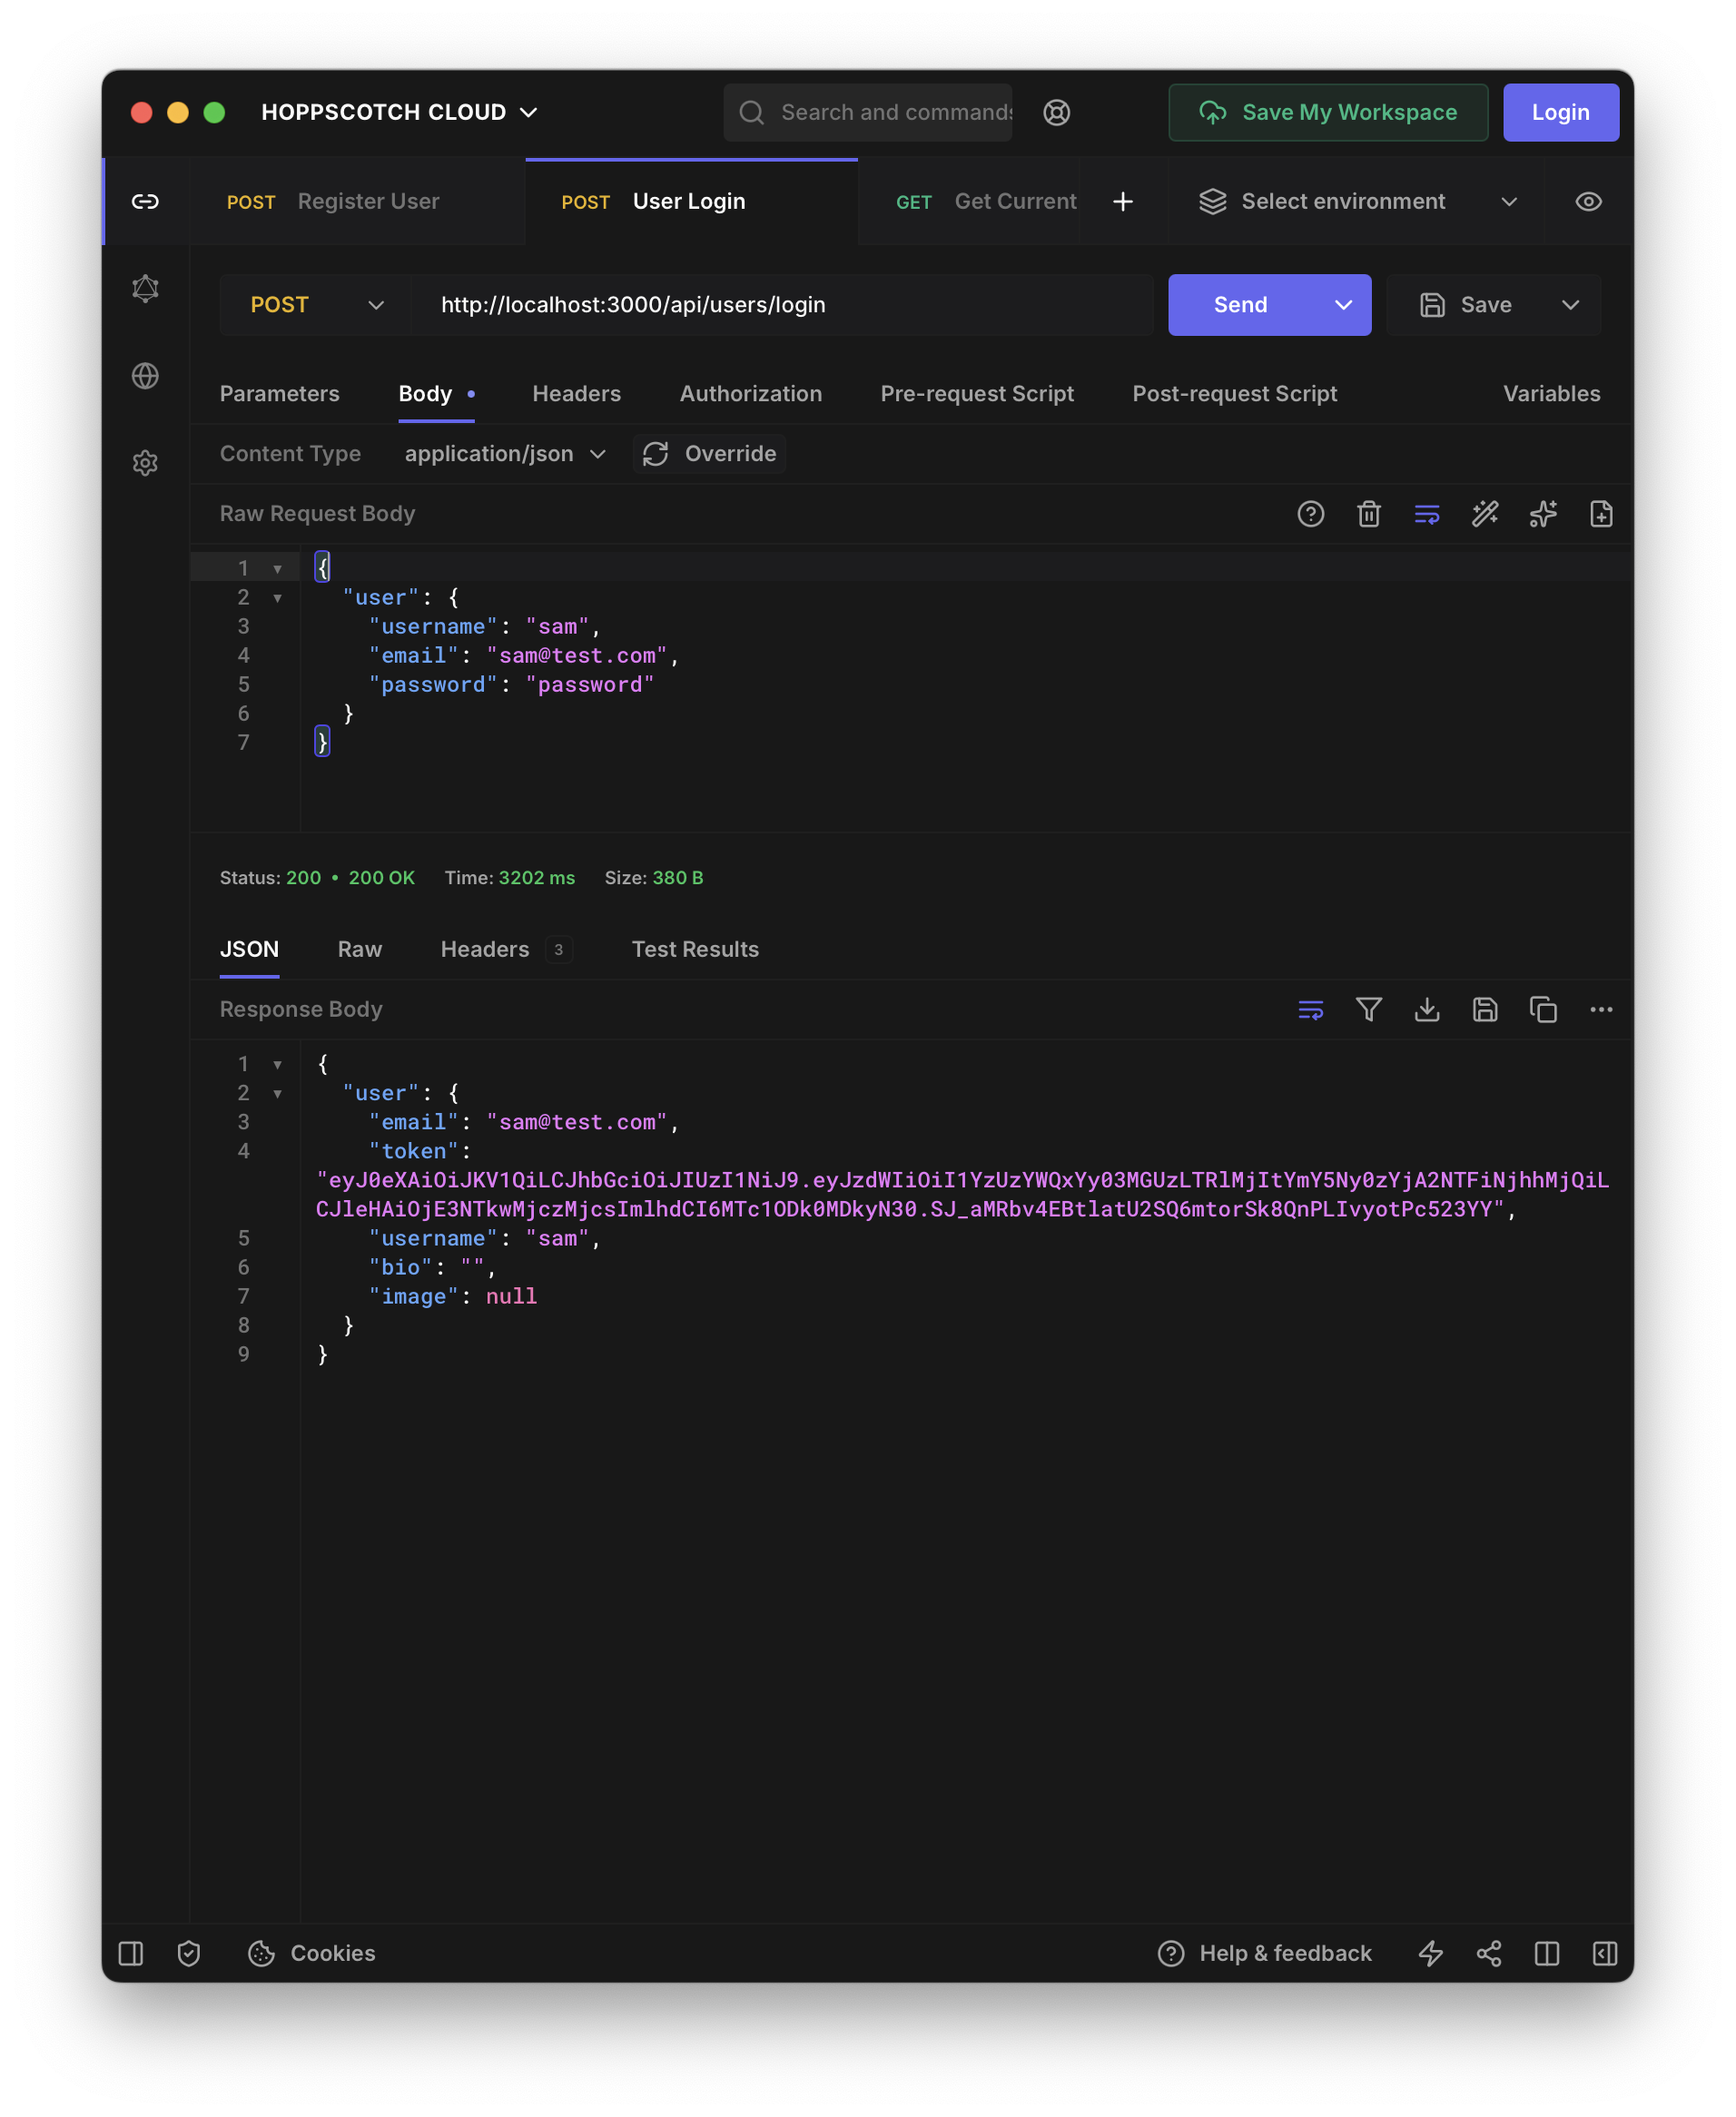 HOPPSCOTCH CLOUD
Search and commands
Save My Workspace
Login
POST Register User
POST User Login
GET Get Current
Select environment
POST
http://localhost:3000/api/users/login
Send
Save
Parameters
Body
Headers
Authorization
Pre-request Script
Post-request Script
Variables
Content Type
application/json
Override
Raw Request Body
1 {
2 "user": {
3 "username": "sam",
4 "email": "sam@test.com",
5 "password": "password"
6 }
7 }
Status: 200 • 200 OK Time: 3202 ms Size: 380 B
JSON
Raw
Headers 3
Test Results
Response Body
1 {
2 "user": {
3 "email": "sam@test.com",
4 "token":
"eyJ0eXAiOiJKV1QiLCJhbGciOiJIUzI1NiJ9.eyJzdWIiOiI1YzUzYWQxYy03MGUzLTRlMjItYmY5Ny0zYjA2NTFiNjhhMjQiL
CJleHAiOjE3NTkwMjczMjcsImlhdCI6MTc1ODk0MDkyN30.SJ_aMRbv4EBtlatU2SQ6mtorSk8QnPLIvyotPc523YY",
5 "username": "sam",
6 "bio": "",
7 "image": null
8 }
9 }
Cookies
Help & feedback